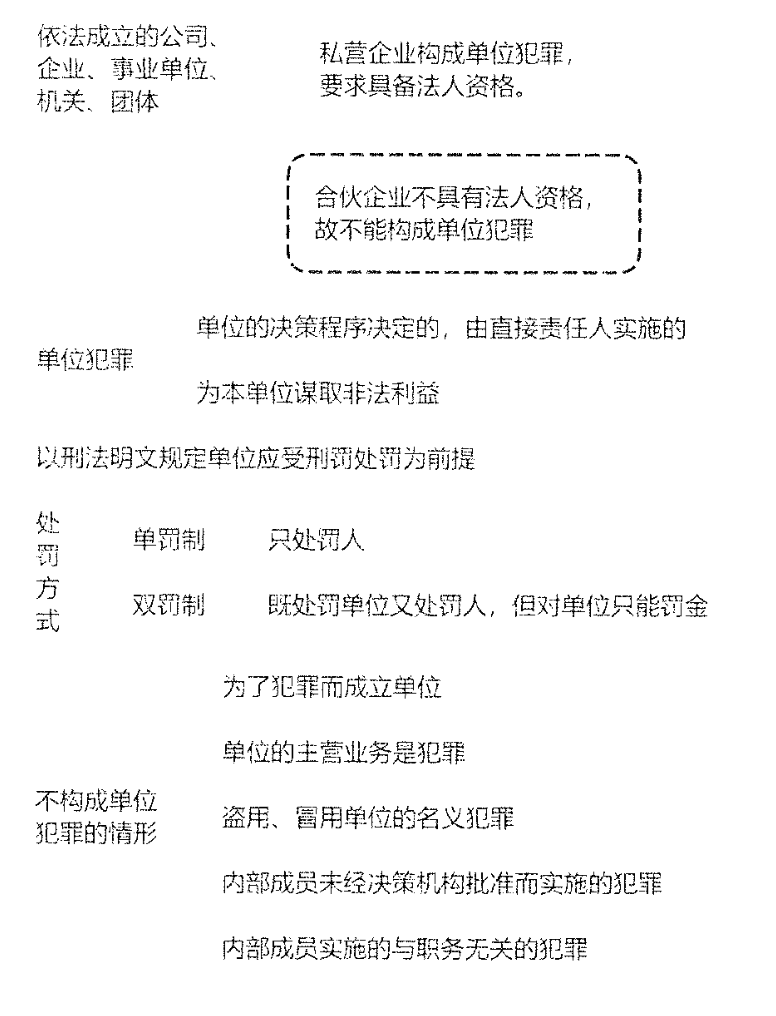 依法成立的公司、
企业、事业单位、
机关、团体
私营企业构成单位犯罪，
要求具备法人资格。
合伙企业不具有法人资格，
故不能构成单位犯罪
单位犯罪
单位的决策程序决定的，由直接责任人实施的
为本单位谋取非法利益
以刑法明文规定单位应受刑罚处罚为前提
处
罚
方
式
单罚制
只处罚人
双罚制
既处罚单位又处罚人，但对单位只能罚金
不构成单位
犯罪的情形
为了犯罪而成立单位
单位的主营业务是犯罪
盗用、冒用单位的名义犯罪
内部成员未经决策机构批准而实施的犯罪
内部成员实施的与职务无关的犯罪